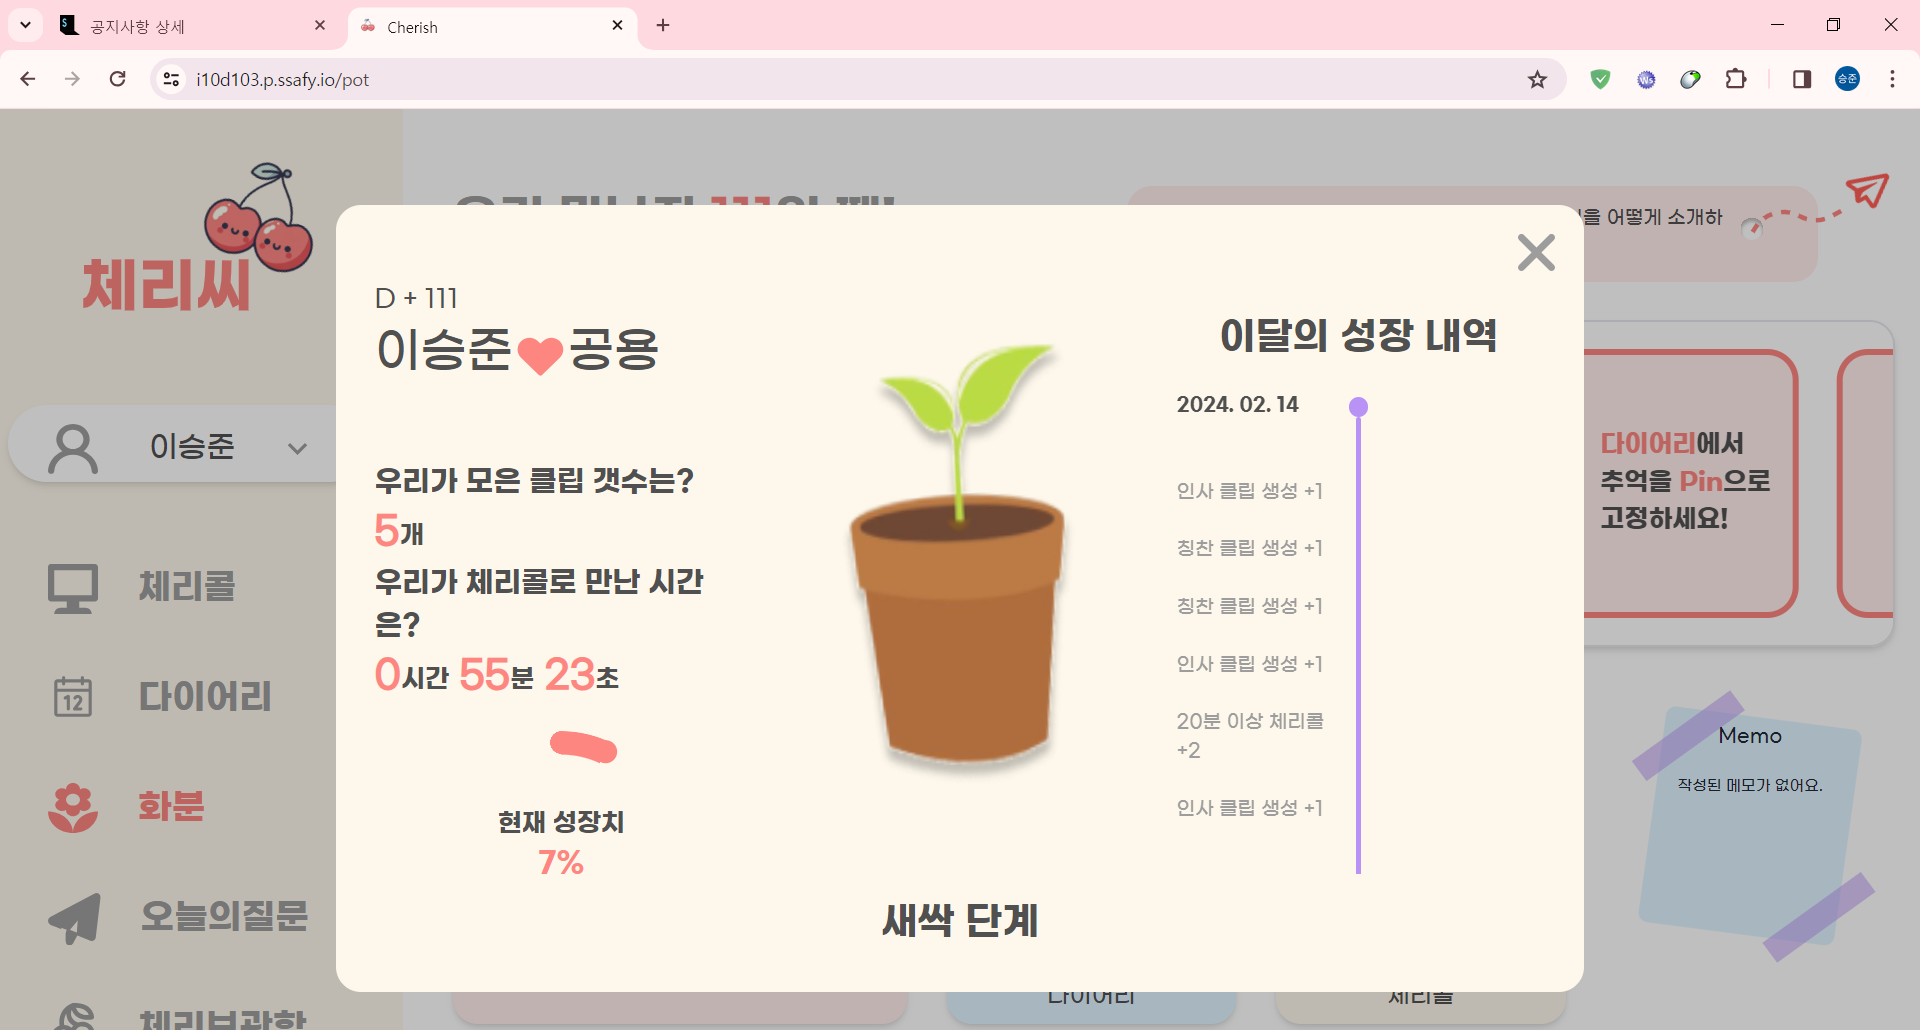 공지사항 상세
Cherish
i10d103.p.ssafy.io/pot
Ws
승준
체리씨
이승준
체리콜
12
다이어리
화분
오늘의질문
111
을 어떻게 소개하
D + 111
이승준 공용
우리가 모은 클립 갯수는?
5개
우리가 체리콜로 만난 시간
은?
0시간 55분 23초
현재 성장치
7%
새싹 단계
이달의 성장 내역
2024. 02. 14
인사 클립 생성 +1
칭찬 클립 생성 +1
칭찬 클립 생성 +1
인사 클립 생성 +1
20분 이상 체리콜
+2
인사 클립 생성 +1
다이어리에서
추억을 Pin으로
고정하세요!
Memo
작성된 메모가 없어요.
다이어리
체리콜